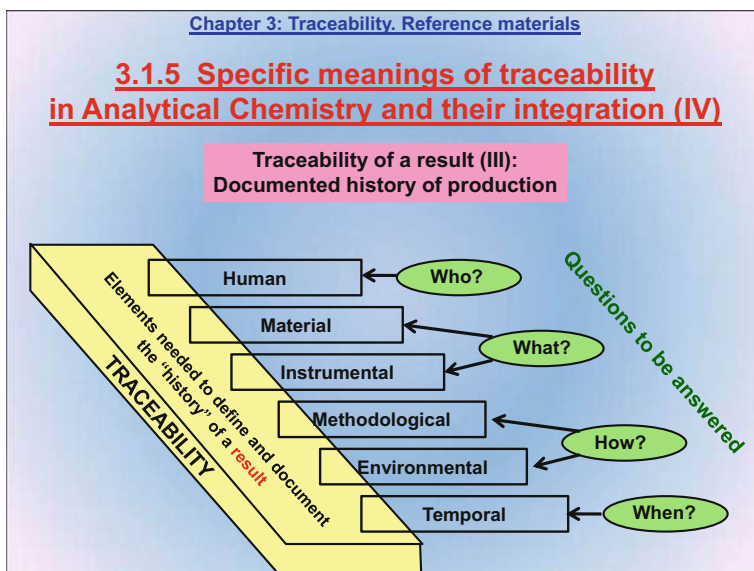 Chapter 3: Traceability. Reference materials
3.1.5 Specific meanings of traceability
in Analytical Chemistry and their integration (IV)
Traceability of a result (III):
Documented history of production
Human
Who?
Material
What?
Instrumental
Methodological
How?
Environmental
Temporal
When?
Elements needed to define and document
the “history” of a result
TRACEABILITY
Questions to be answered